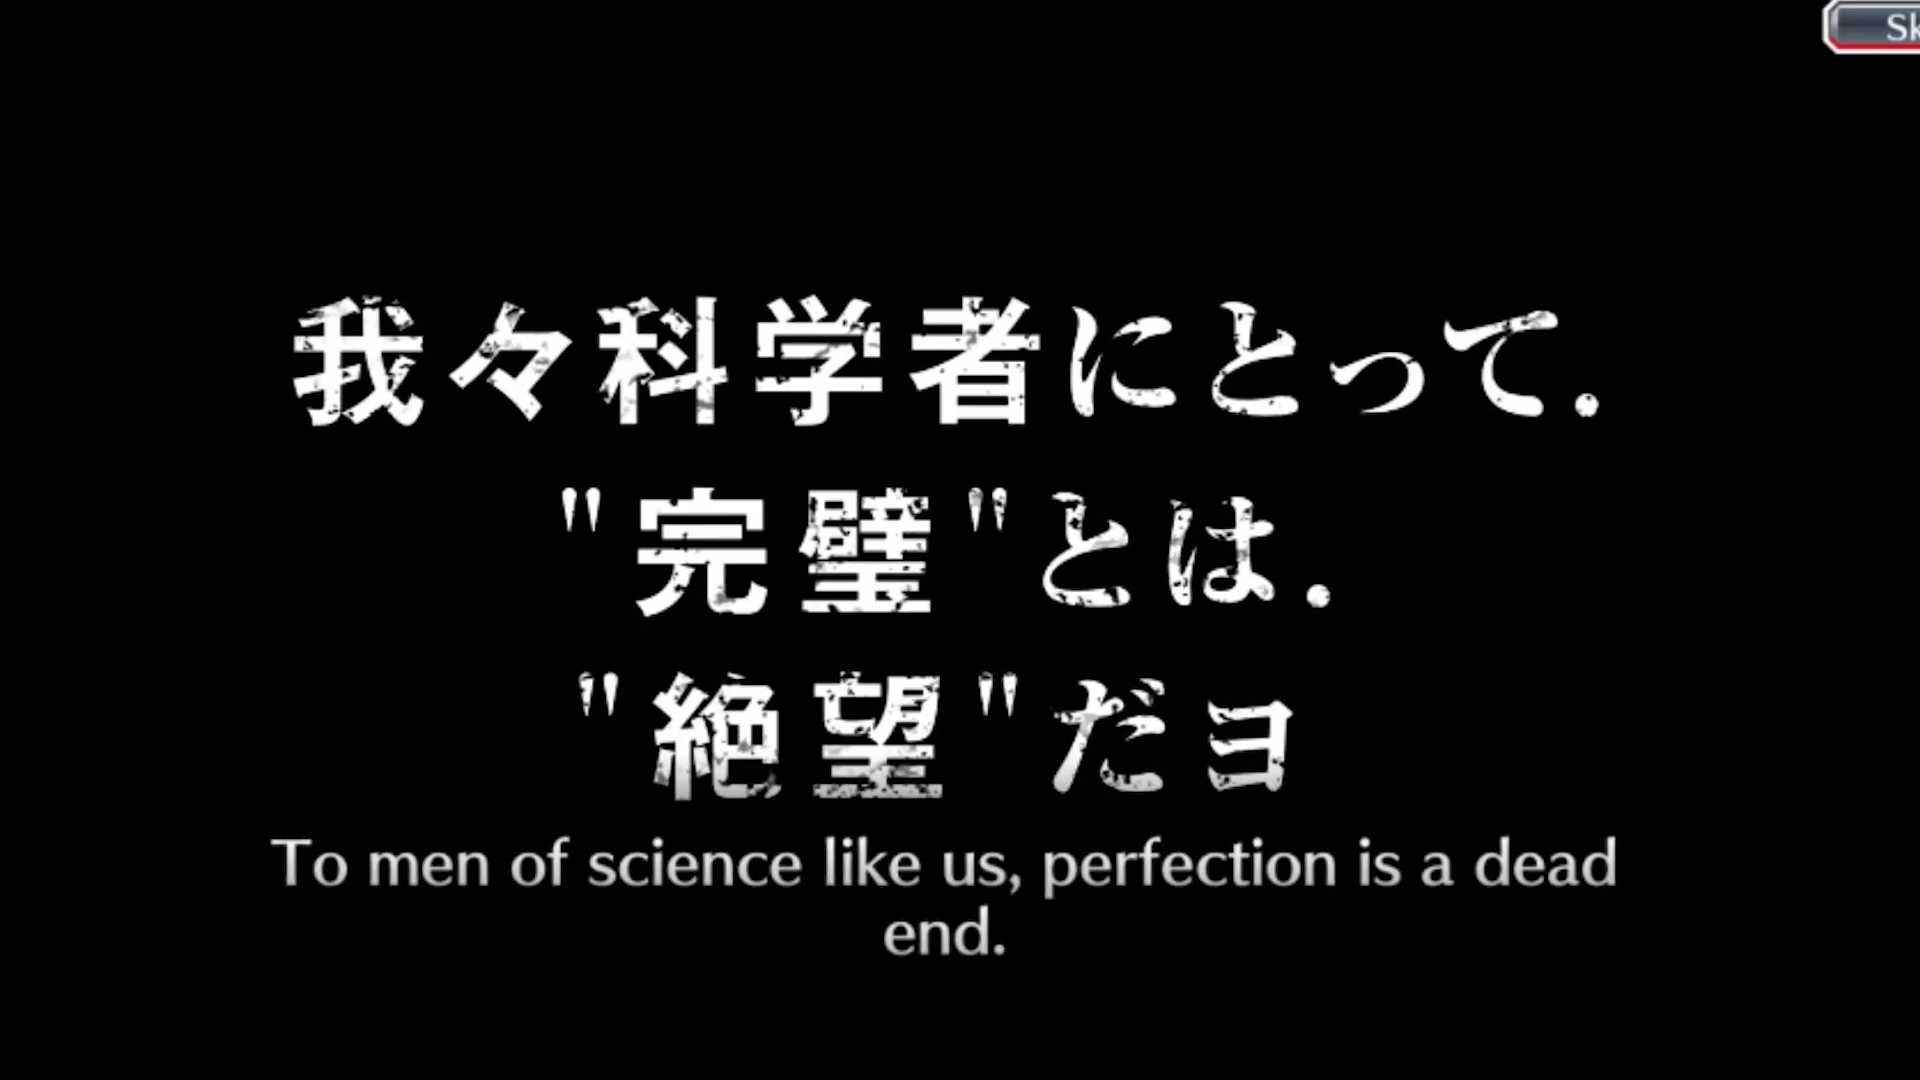 Sk
我々科学者にとって.
"完璧"とは.
"絶望"だヨ
To men of science like us, perfection is a dead
end.